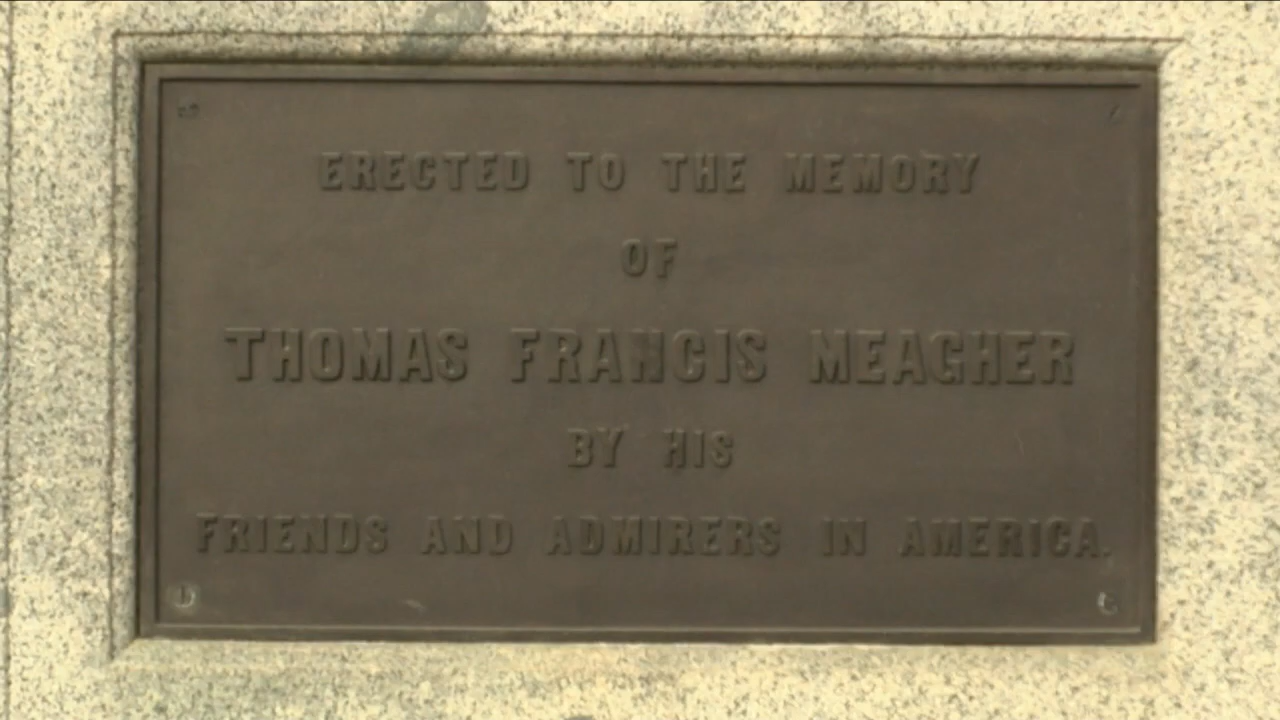 ERECTED TO THE MEMORY
OF
THOMAS FRANCIS MEAGHER
BY HIS
FRIENDS AND ADMIRERS IN AMERICA.